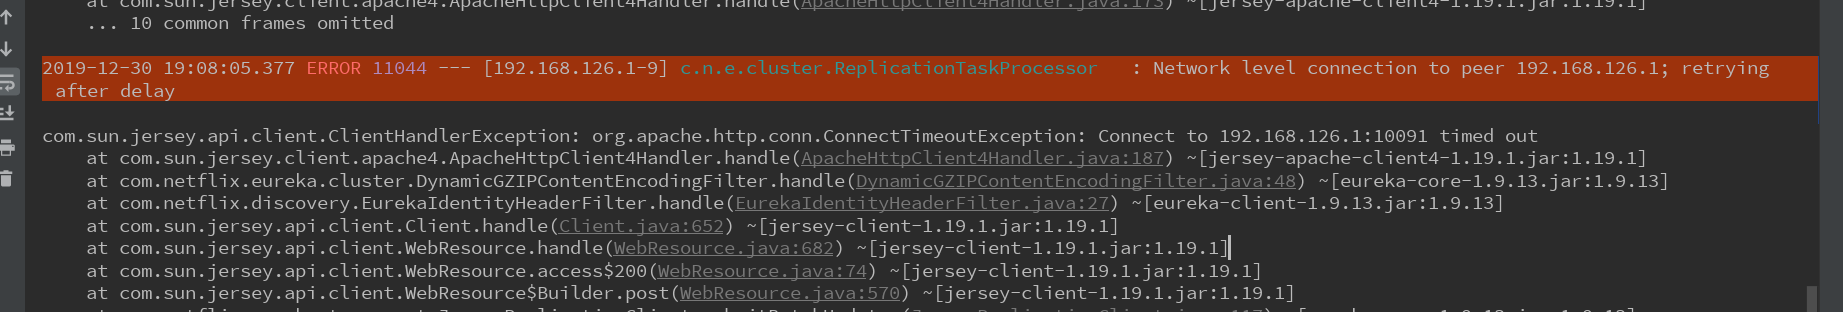 at com.sun.jersey.client.apache4.ApacheHttpClient4Handler.handle(ApacheHttpClient4Handler.java:173) ~[jersey-apache-client4-1.19.1.jar:1.19.1]
... 10 common frames omitted
2019-12-30 19:08:05.377 ERROR 11044 --- [192.168.126.1-9] c.n.e.cluster.ReplicationTaskProcessor : Network level connection to peer 192.168.126.1; retrying
after delay
com.sun.jersey.api.client.ClientHandlerException: org.apache.http.conn.ConnectTimeoutException: Connect to 192.168.126.1:10091 timed out
at com.sun.jersey.client.apache4.ApacheHttpClient4Handler.handle(ApacheHttpClient4Handler.java:187) ~[jersey-apache-client4-1.19.1.jar:1.19.1]
at com.netflix.eureka.cluster.DynamicGZIPContentEncodingFilter.handle(DynamicGZIPContentEncodingFilter.java:48) ~[eureka-core-1.9.13.jar:1.9.13]
at com.netflix.discovery.EurekaIdentityHeaderFilter.handle(EurekaIdentityHeaderFilter.java:27) ~[eureka-client-1.9.13.jar:1.9.13]
at com.sun.jersey.api.client.Client.handle(Client.java:652) ~[jersey-client-1.19.1.jar:1.19.1]
at com.sun.jersey.api.client.WebResource.handle(WebResource.java:682) ~[jersey-client-1.19.1.jar:1.19.1]
at com.sun.jersey.api.client.WebResource.access$200(WebResource.java:74) ~[jersey-client-1.19.1.jar:1.19.1]
at com.sun.jersey.api.client.WebResource$Builder.post(WebResource.java:570) ~[jersey-client-1.19.1.jar:1.19.1]